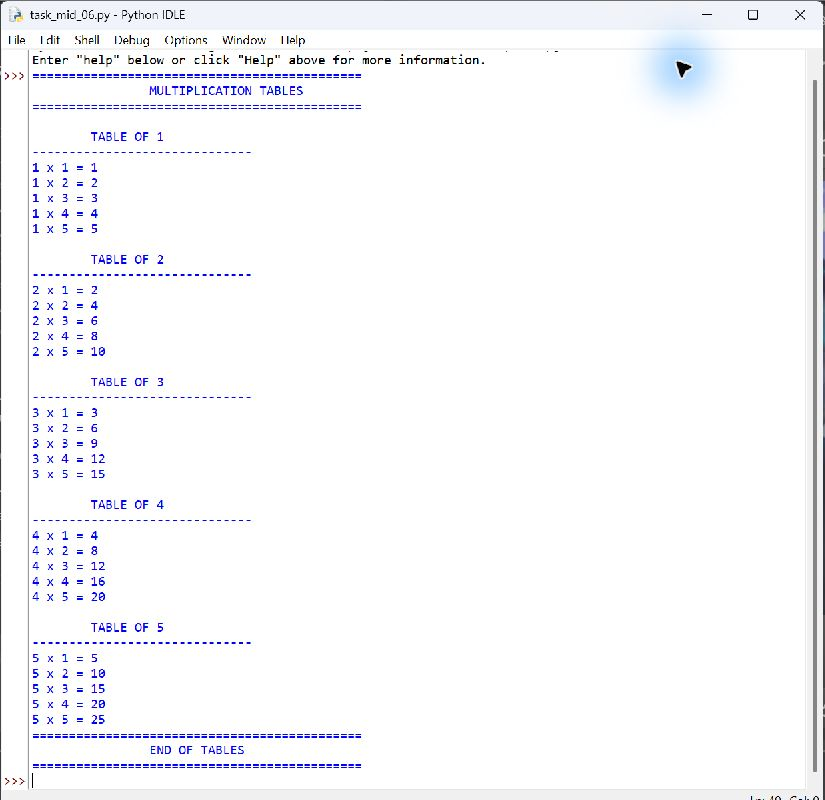 task_mid_06.py - Python IDLE
File Edit Shell Debug Options Window Help
Enter "help" below or click "Help" above for more information.
>>> =============================================
                MULTIPLICATION TABLES
=============================================

        TABLE OF 1
------------------------------
1 x 1 = 1
1 x 2 = 2
1 x 3 = 3
1 x 4 = 4
1 x 5 = 5

        TABLE OF 2
------------------------------
2 x 1 = 2
2 x 2 = 4
2 x 3 = 6
2 x 4 = 8
2 x 5 = 10

        TABLE OF 3
------------------------------
3 x 1 = 3
3 x 2 = 6
3 x 3 = 9
3 x 4 = 12
3 x 5 = 15

        TABLE OF 4
------------------------------
4 x 1 = 4
4 x 2 = 8
4 x 3 = 12
4 x 4 = 16
4 x 5 = 20

        TABLE OF 5
------------------------------
5 x 1 = 5
5 x 2 = 10
5 x 3 = 15
5 x 4 = 20
5 x 5 = 25
=============================================
                END OF TABLES
=============================================
>>>